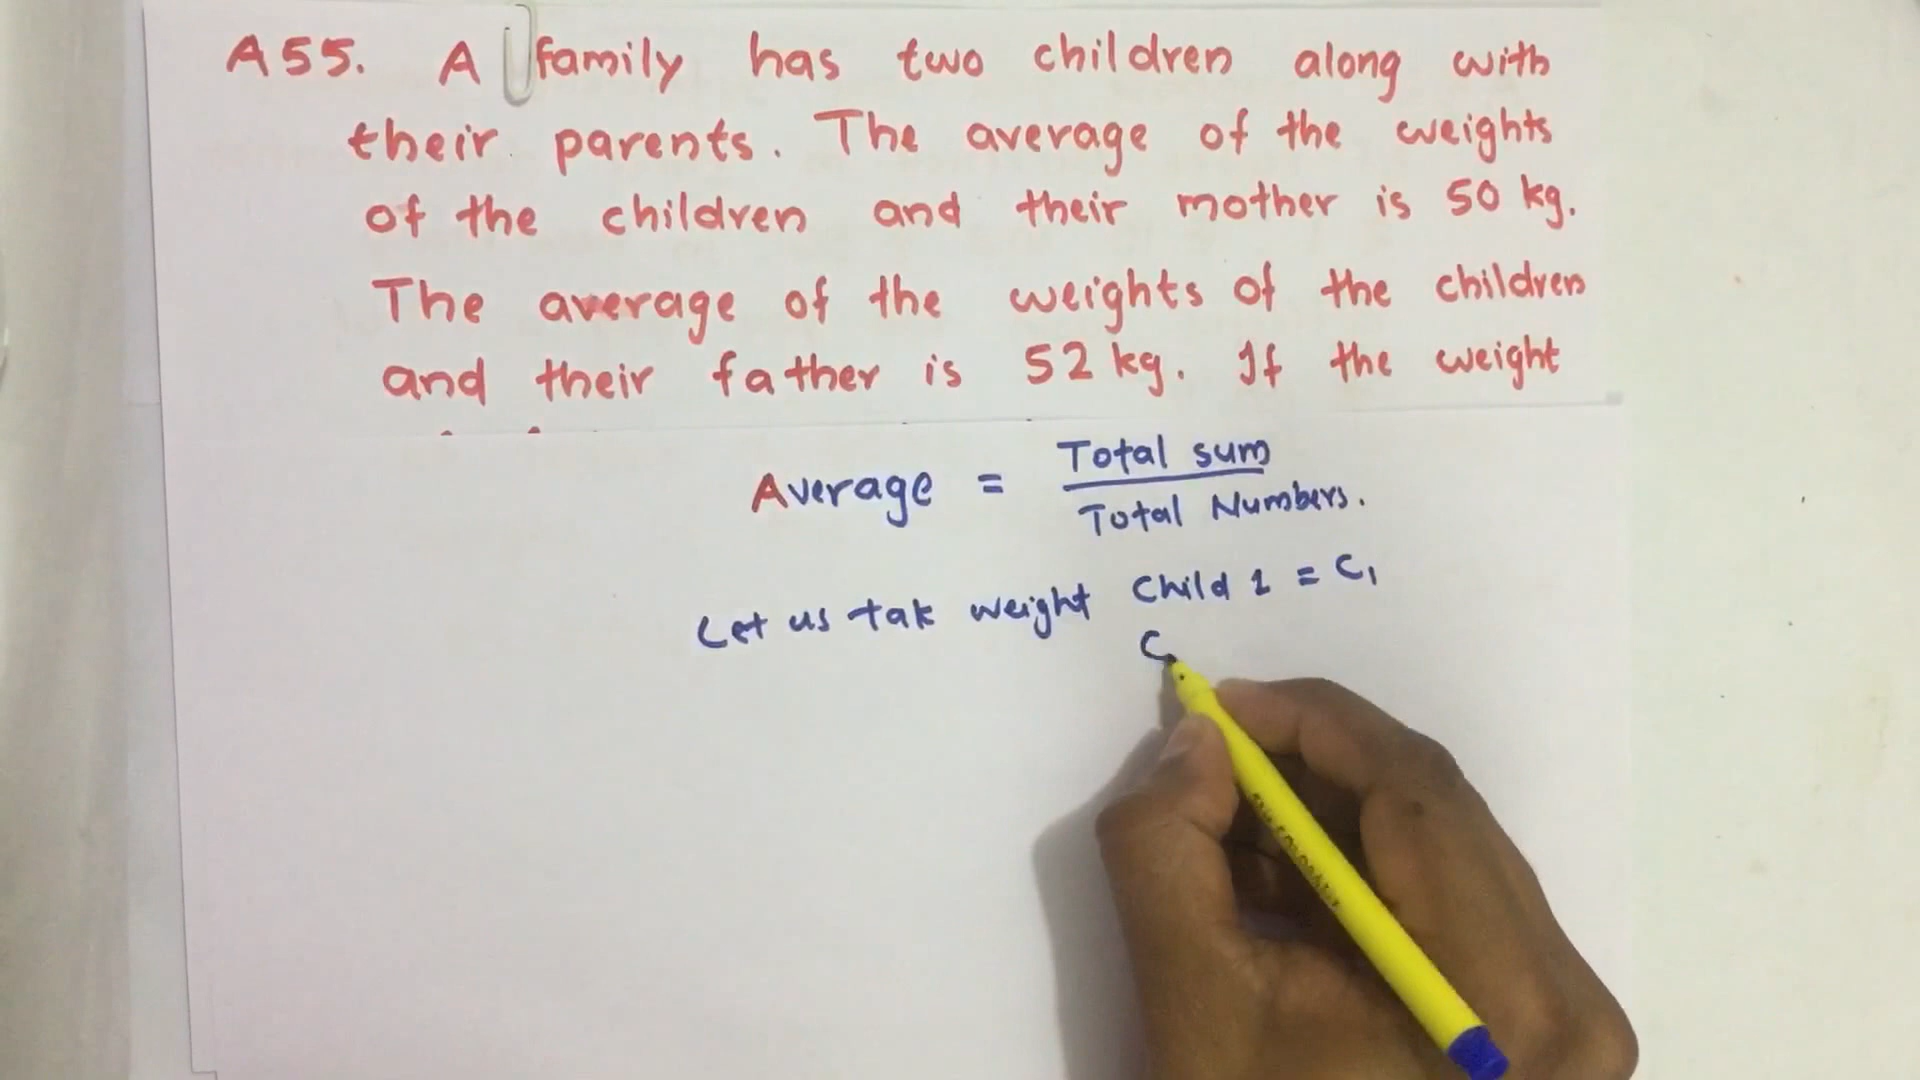 A55. A family has two children along with
their parents. The average of the weights
of the children and their mother is 50 kg.
The average of the weights of the children
and their father is 52 kg. If the weight
Average = Total sum
Total Numbers.
Let us tak weight Child 1 = C₁
C